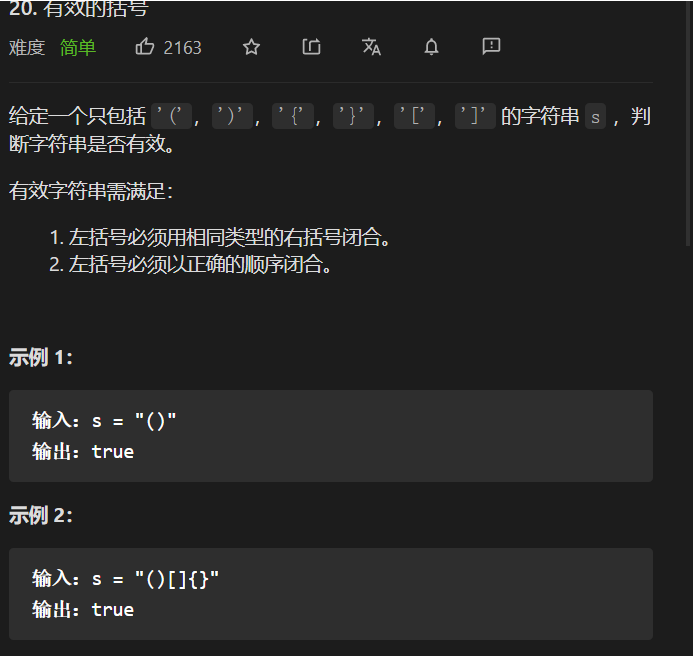 20. 有效的括号
难度 简单 2163
给定一个只包括 '('，')'，'{'，'}'，'['，']' 的字符串 s ，判
断字符串是否有效。
有效字符串需满足：
1. 左括号必须用相同类型的右括号闭合。
2. 左括号必须以正确的顺序闭合。
示例 1：
输入：s = "()"
输出：true
示例 2：
输入：s = "()[]{}"
输出：true